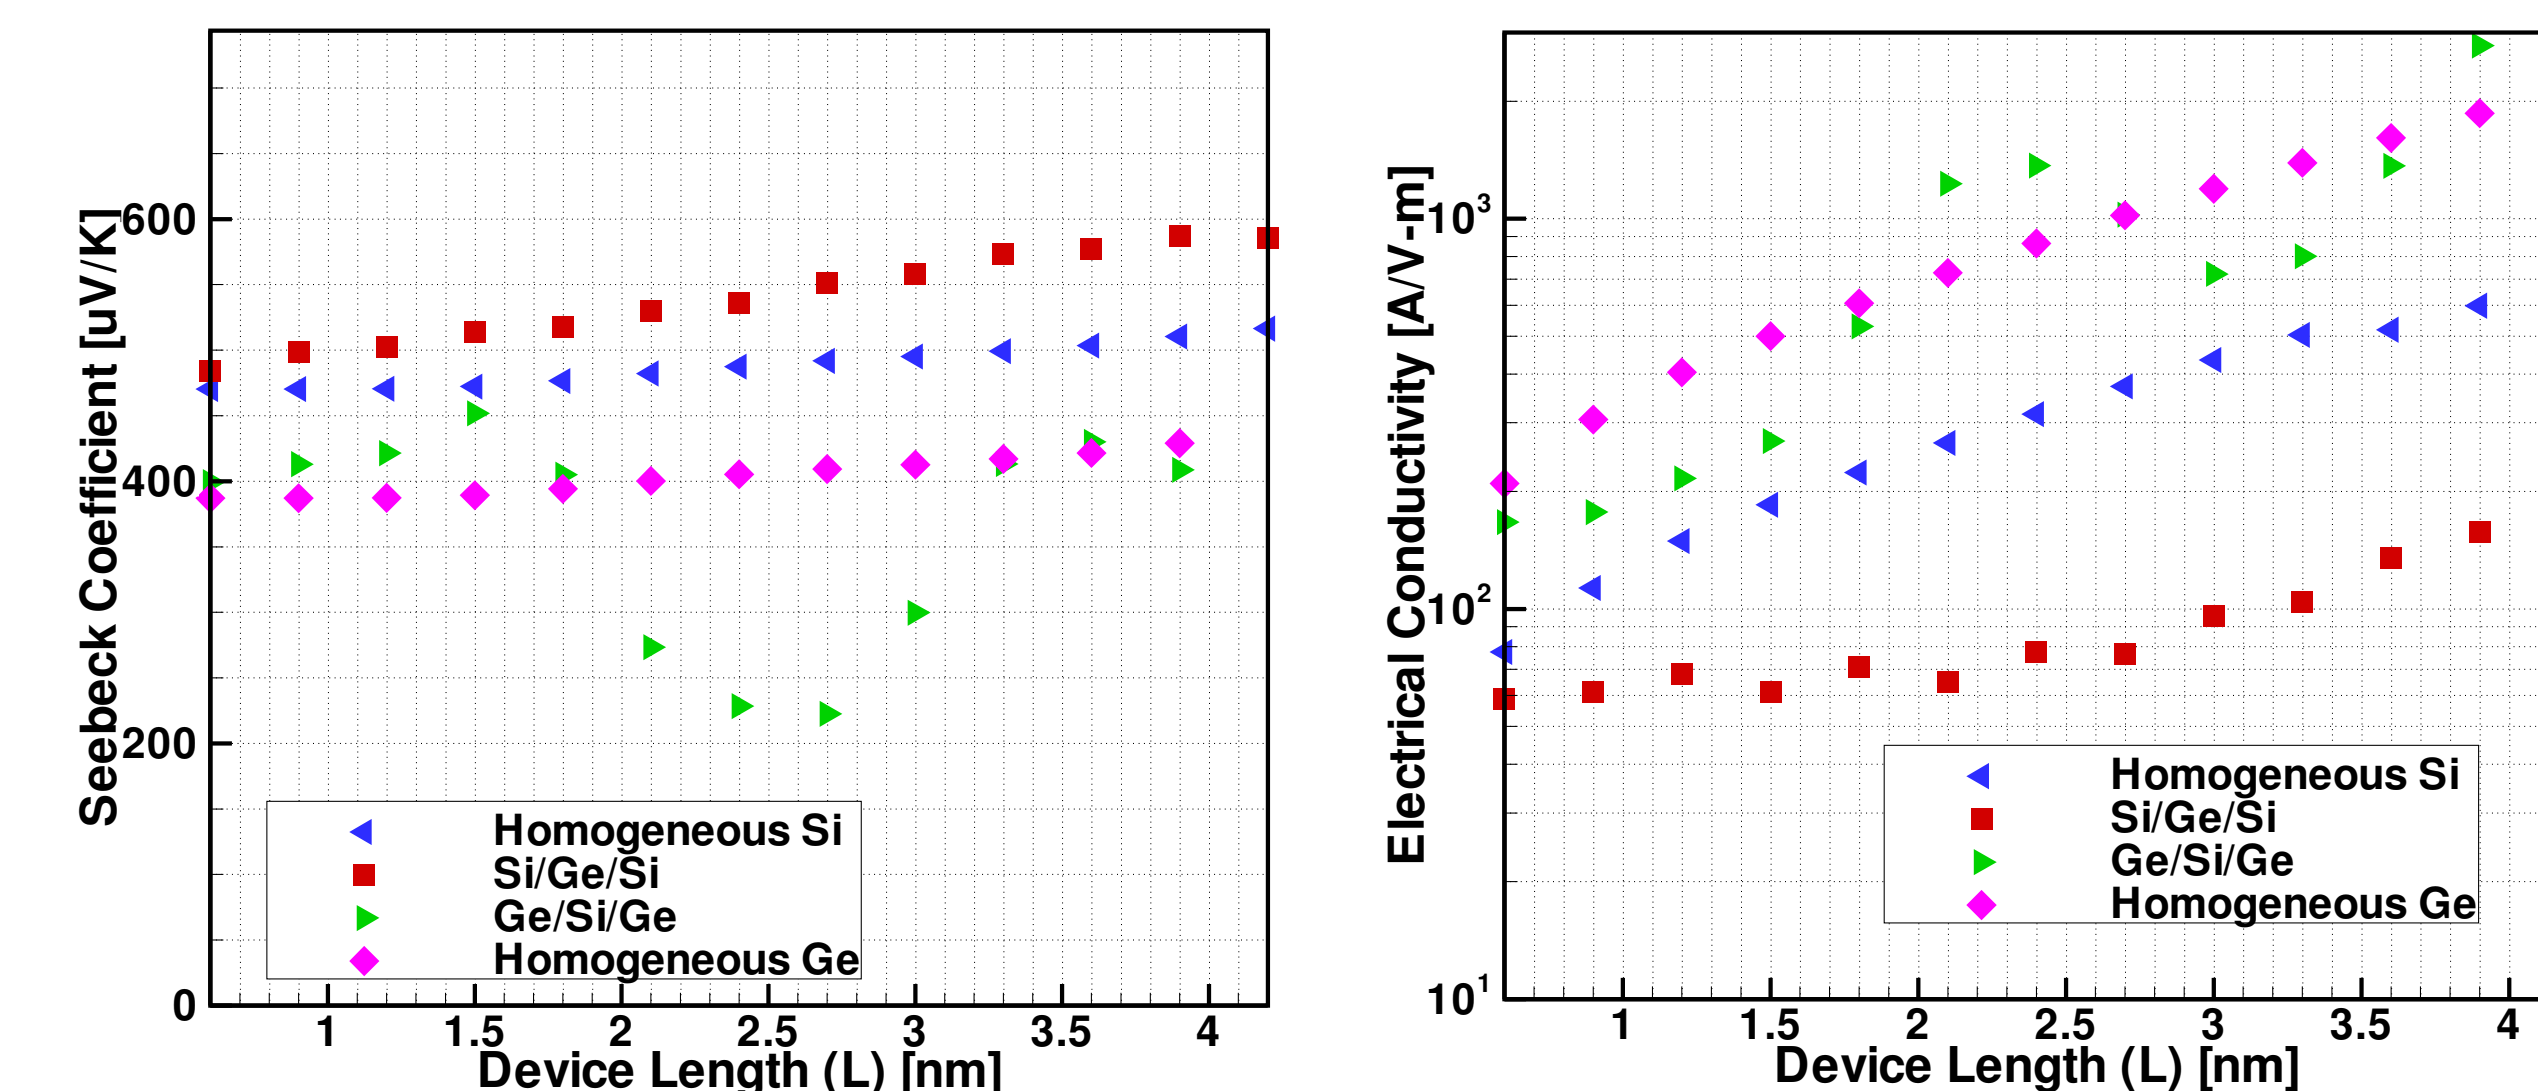 Seebeck Coefficient [uV/K]
600
400
200
0
1 1.5 2 2.5 3 3.5 4
Device Length (L) [nm]
Homogeneous Si
Si/Ge/Si
Ge/Si/Ge
Homogeneous Ge
Electrical Conductivity [A/V-m]
10³
10²
10¹
1 1.5 2 2.5 3 3.5 4
Device Length (L) [nm]
Homogeneous Si
Si/Ge/Si
Ge/Si/Ge
Homogeneous Ge